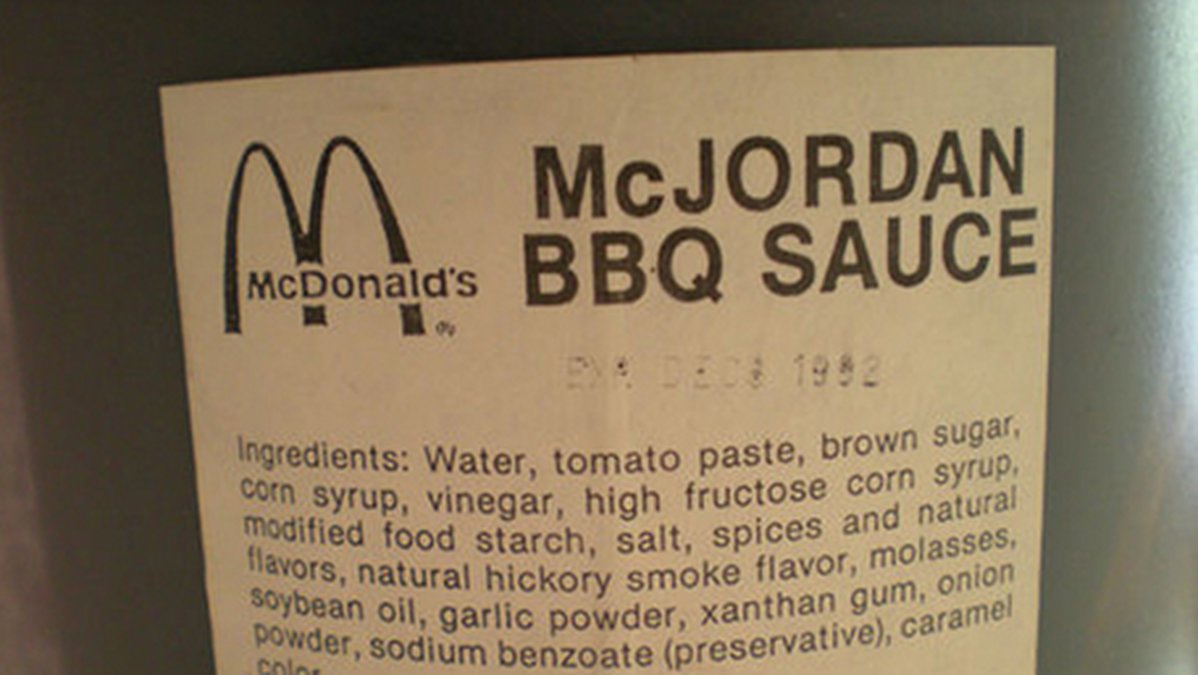 McDonald's
McJORDAN
BBQ SAUCE
1992
Ingredients: Water, tomato paste, brown sugar,
corn syrup, vinegar, high fructose corn syrup,
modified food starch, salt, spices and natural
flavors, natural hickory smoke flavor, molasses,
soybean oil, garlic powder, xanthan gum, onion
powder, sodium benzoate (preservative), caramel
color